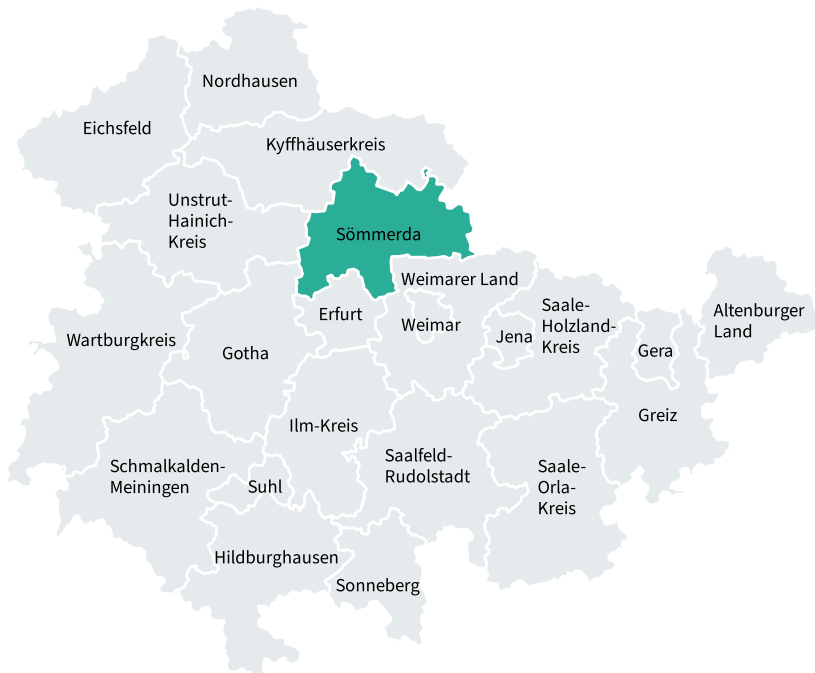 Nordhausen
Eichsfeld
Kyffhäuserkreis
Unstrut-
Hainich-
Kreis
Sömmerda
Weimarer Land
Erfurt
Weimar
Jena
Saale-
Holzland-
Kreis
Gera
Altenburger
Land
Wartburgkreis
Gotha
Greiz
Ilm-Kreis
Schmalkalden-
Meiningen
Suhl
Saalfeld-
Rudolstadt
Saale-
Orla-
Kreis
Hildburghausen
Sonneberg